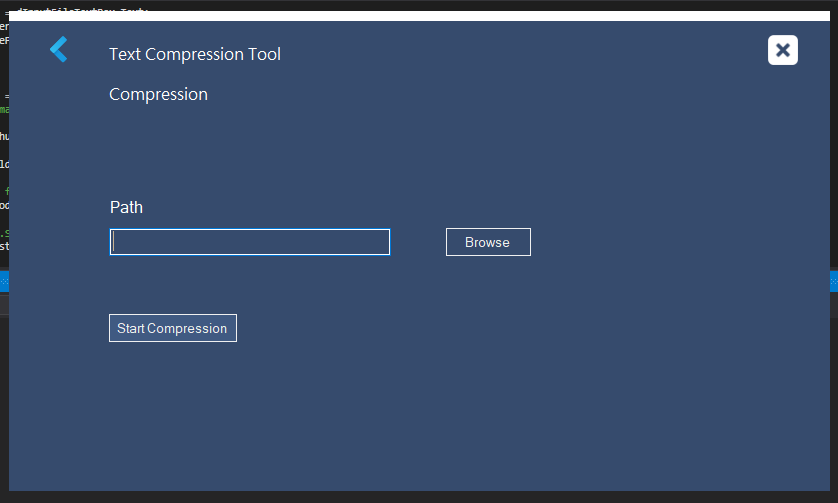 Text Compression Tool
Compression
Path
Browse
Start Compression